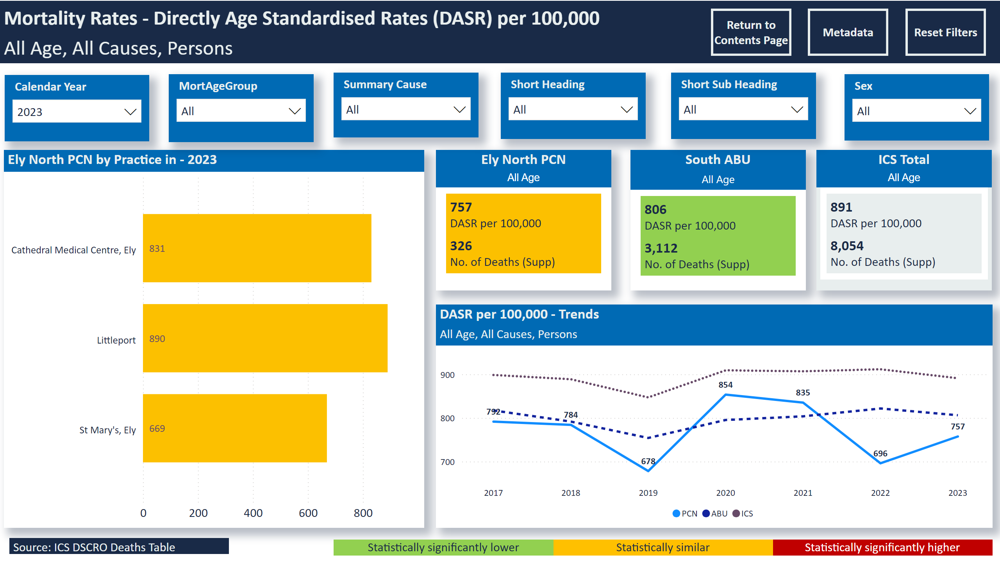 Mortality Rates - Directly Age Standardised Rates (DASR) per 100,000
All Age, All Causes, Persons
Return to
Contents Page
Metadata
Reset Filters
Calendar Year
2023
MortAgeGroup
All
Summary Cause
All
Short Heading
All
Short Sub Heading
All
Sex
All
Ely North PCN by Practice in - 2023
Cathedral Medical Centre, Ely
831
Littleport
890
St Mary's, Ely
669
0 200 400 600 800
Ely North PCN
All Age
757
DASR per 100,000
326
No. of Deaths (Supp)
South ABU
All Age
806
DASR per 100,000
3,112
No. of Deaths (Supp)
ICS Total
All Age
891
DASR per 100,000
8,054
No. of Deaths (Supp)
DASR per 100,000 - Trends
All Age, All Causes, Persons
900
800
700
792
784
678
854
835
696
757
2017 2018 2019 2020 2021 2022 2023
PCN ABU ICS
Source: ICS DSCRO Deaths Table
Statistically significantly lower
Statistically similar
Statistically significantly higher